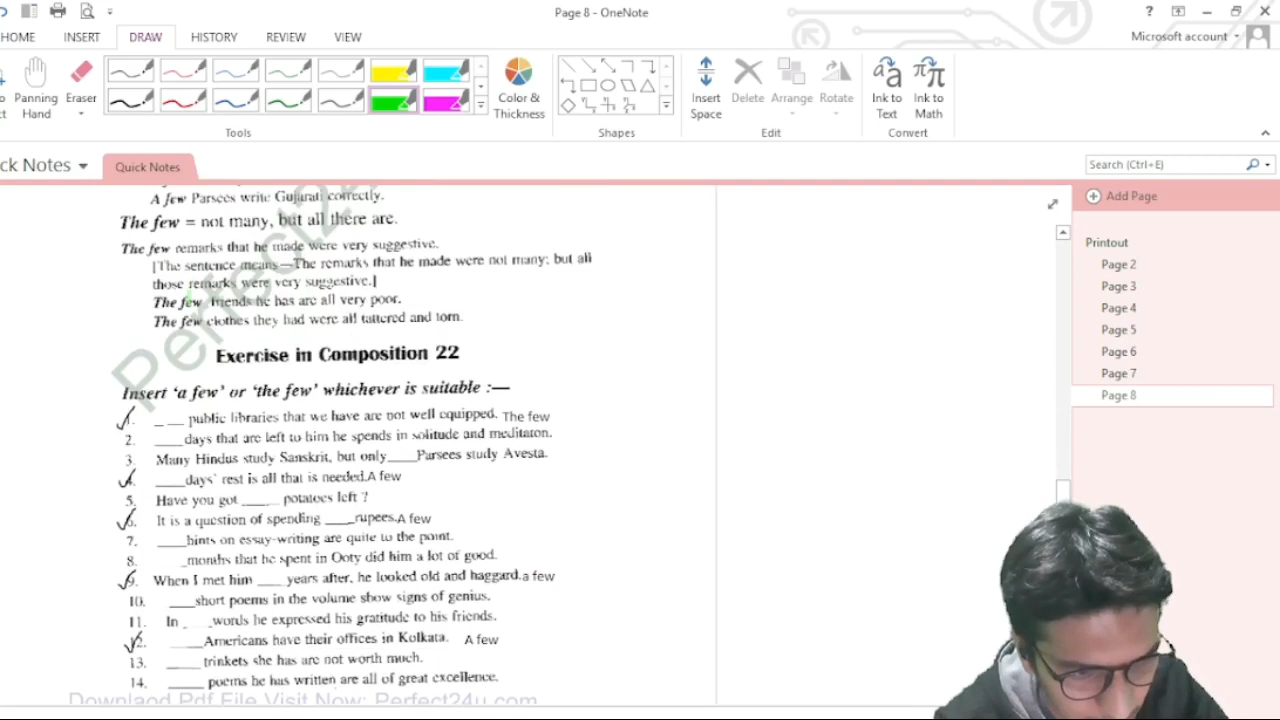 Page 8 - OneNote
HOME INSERT DRAW HISTORY REVIEW VIEW
Microsoft account
Panning Hand
Eraser
Color & Thickness
Insert Space
Delete
Arrange
Rotate
Ink to Text
Ink to Math
Tools
Shapes
Edit
Convert
ck Notes
Quick Notes
Search (Ctrl+E)
Add Page
Printout
Page 2
Page 3
Page 4
Page 5
Page 6
Page 7
Page 8
A few Parsees write Gujarati correctly.
The few = not many, but all there are.
The few remarks that he made were very suggestive.
[The sentence means—The remarks that he made were not many; but all
those remarks were very suggestive.]
The few friends he has are all very poor.
The few clothes they had were all tattered and torn.
Exercise in Composition 22
Insert 'a few' or 'the few' whichever is suitable :—
1. _ __ public libraries that we have are not well equipped. The few
2. ____days that are left to him he spends in solitude and meditaton.
3. Many Hindus study Sanskrit, but only____Parsees study Avesta.
4. ____days' rest is all that is needed.A few
5. Have you got ____ potatoes left ?
6. It is a question of spending ____rupees.A few
7. ____hints on essay-writing are quite to the point.
8. _months that he spent in Ooty did him a lot of good.
9. When I met him ___ years after, he looked old and haggard.a few
10. ____short poems in the volume show signs of genius.
11. In _ __words he expressed his gratitude to his friends.
12. ____Americans have their offices in Kolkata. A few
13. _____ trinkets she has are not worth much.
14. _____ poems he has written are all of great excellence.
Perfect24
Downlaod Pdf File Visit Now: Perfect24u.com